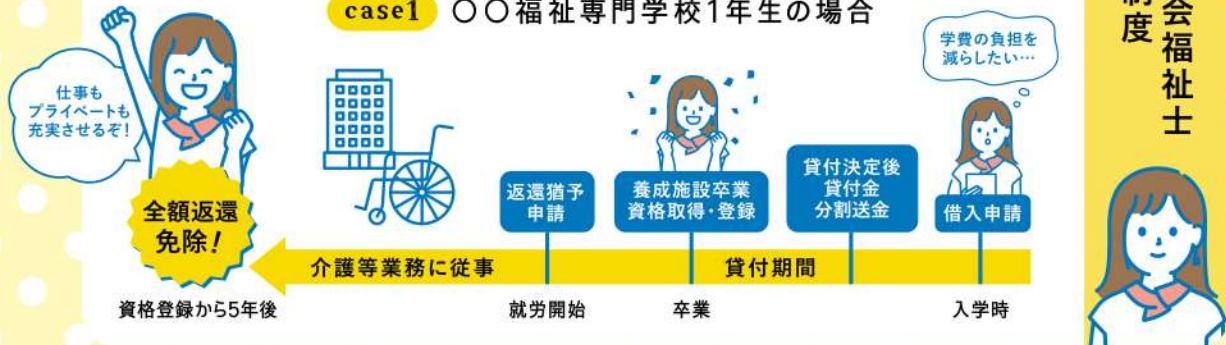 会福祉士
制度
case1 〇〇福祉専門学校1年生の場合
学費の負担を
減らしたい…
借入申請
貸付決定後
貸付金
分割送金
養成施設卒業
資格取得・登録
返還猶予
申請
仕事も
プライベートも
充実させるぞ!
全額返還
免除!
貸付期間
介護等業務に従事
入学時
卒業
就労開始
資格登録から5年後